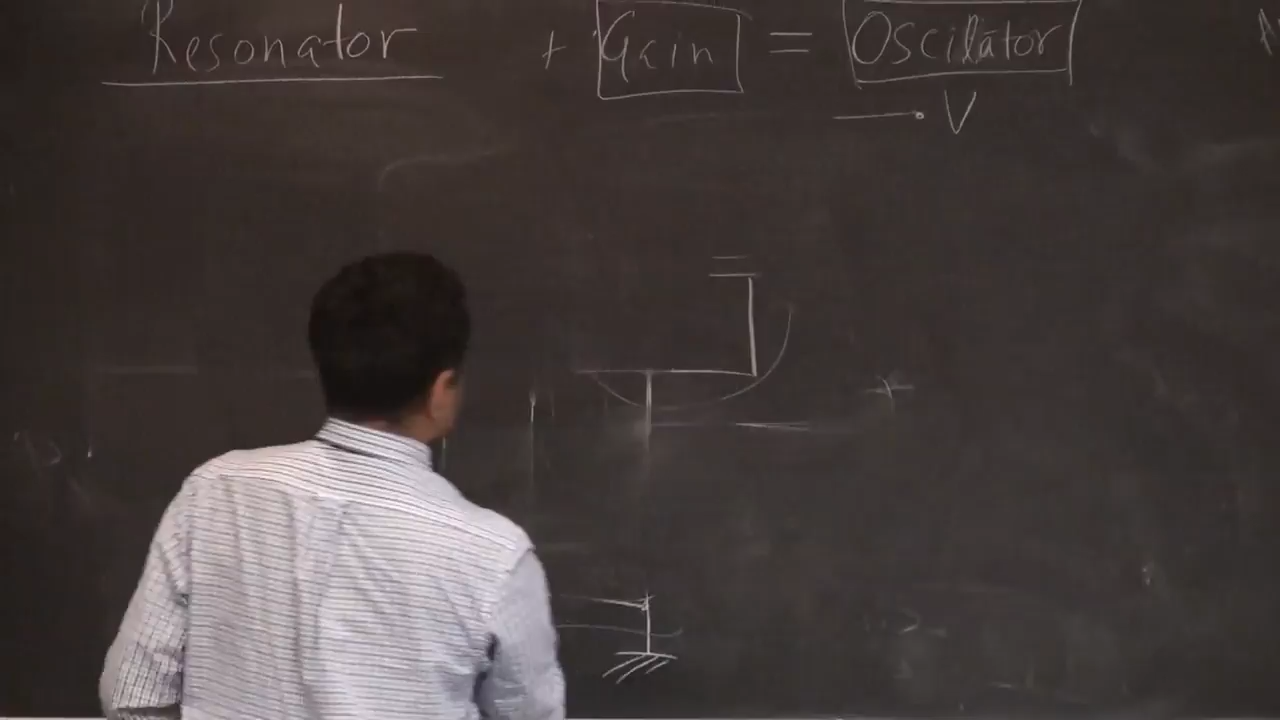 Resonator + Gain = Oscillator
V